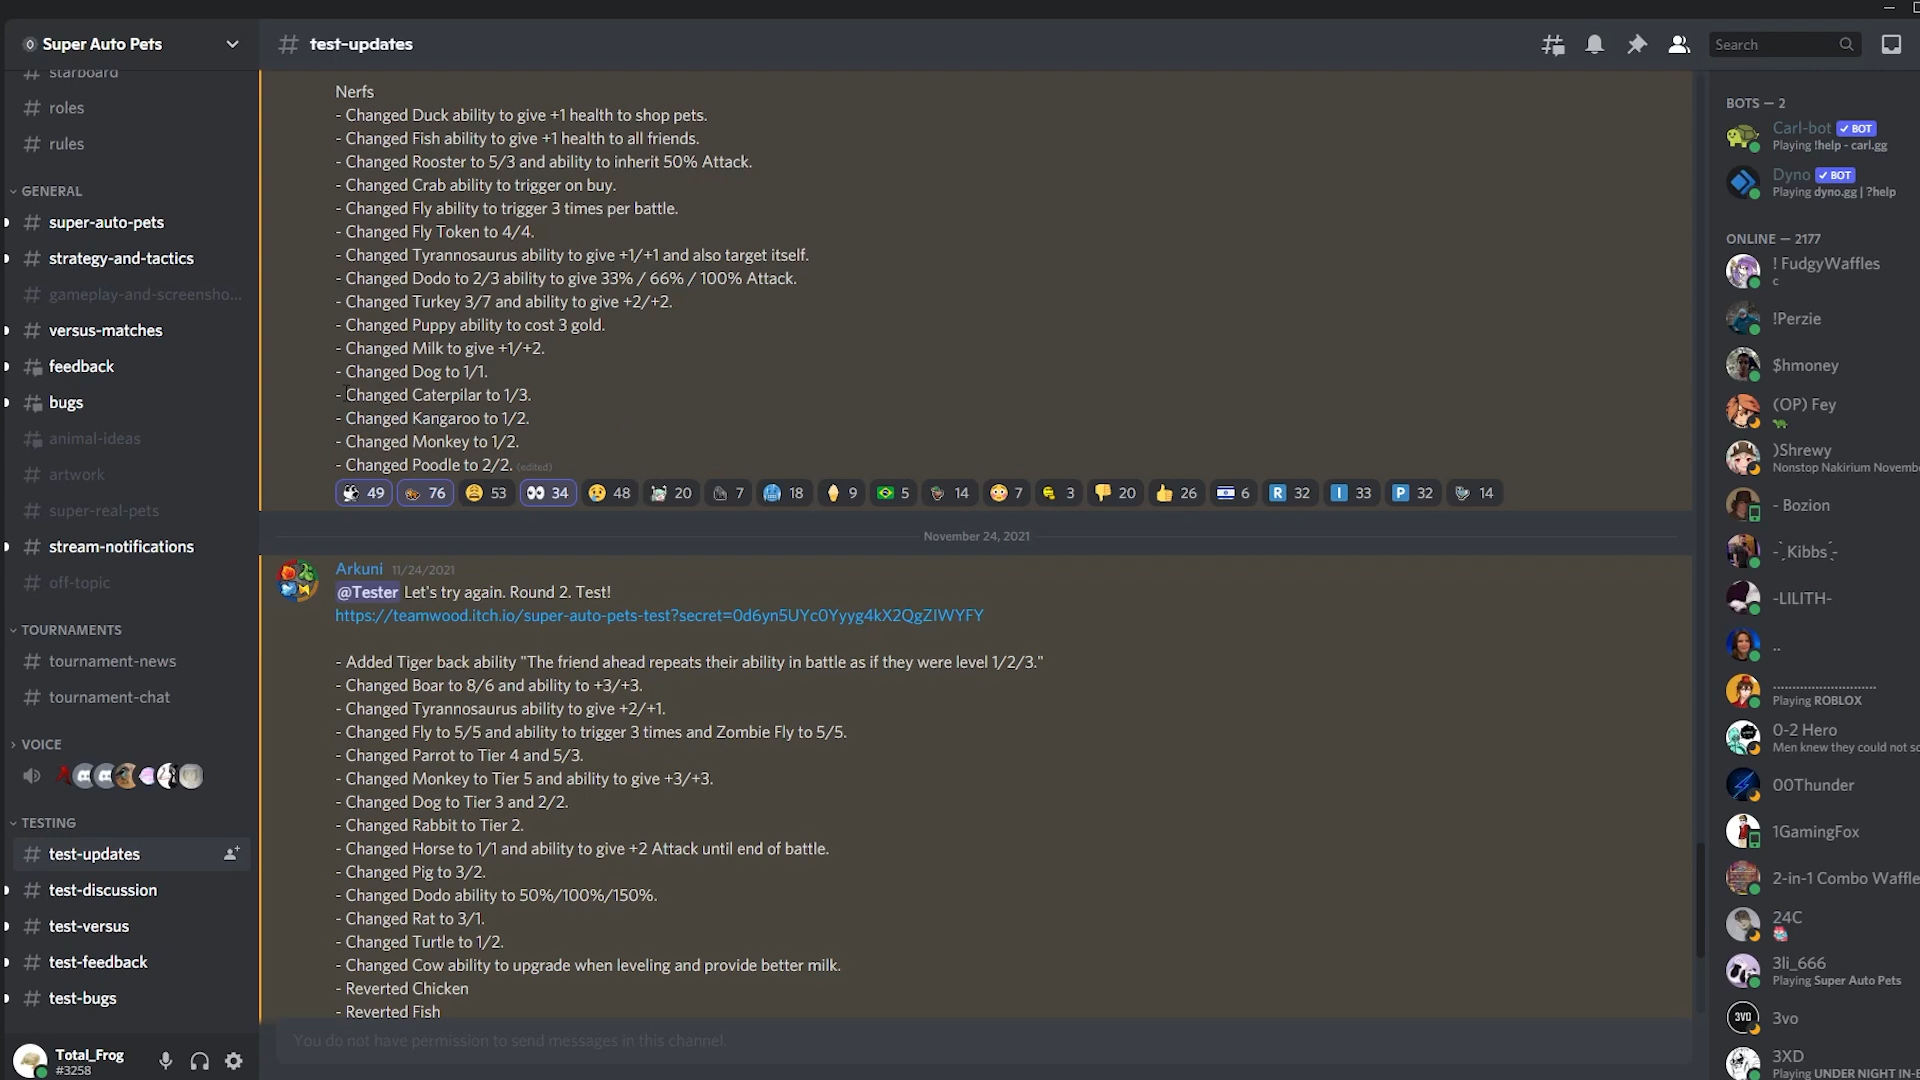 Super Auto Pets
# test-updates
Search
# starboard
# roles
# rules
GENERAL
# super-auto-pets
# strategy-and-tactics
# gameplay-and-screensho...
# versus-matches
feedback
bugs
animal-ideas
# artwork
# super-real-pets
# stream-notifications
# off-topic
TOURNAMENTS
# tournament-news
# tournament-chat
VOICE
TESTING
# test-updates
# test-discussion
# test-versus
# test-feedback
# test-bugs
Total_Frog
#3258
Nerfs
- Changed Duck ability to give +1 health to shop pets.
- Changed Fish ability to give +1 health to all friends.
- Changed Rooster to 5/3 and ability to inherit 50% Attack.
- Changed Crab ability to trigger on buy.
- Changed Fly ability to trigger 3 times per battle.
- Changed Fly Token to 4/4.
- Changed Tyrannosaurus ability to give +1/+1 and also target itself.
- Changed Dodo to 2/3 ability to give 33% / 66% / 100% Attack.
- Changed Turkey 3/7 and ability to give +2/+2.
- Changed Puppy ability to cost 3 gold.
- Changed Milk to give +1/+2.
- Changed Dog to 1/1.
- Changed Caterpilar to 1/3.
- Changed Kangaroo to 1/2.
- Changed Monkey to 1/2.
- Changed Poodle to 2/2. (edited)
49 76 53 34 48 20 7 18 9 5 14 7 3 20 26 6 R 32 I 33 P 32 14
November 24, 2021
Arkuni 11/24/2021
@Tester Let's try again. Round 2. Test!
https://teamwood.itch.io/super-auto-pets-test?secret=0d6yn5UYc0Yyyg4kX2QgZIWYFY
- Added Tiger back ability "The friend ahead repeats their ability in battle as if they were level 1/2/3."
- Changed Boar to 8/6 and ability to +3/+3.
- Changed Tyrannosaurus ability to give +2/+1.
- Changed Fly to 5/5 and ability to trigger 3 times and Zombie Fly to 5/5.
- Changed Parrot to Tier 4 and 5/3.
- Changed Monkey to Tier 5 and ability to give +3/+3.
- Changed Dog to Tier 3 and 2/2.
- Changed Rabbit to Tier 2.
- Changed Horse to 1/1 and ability to give +2 Attack until end of battle.
- Changed Pig to 3/2.
- Changed Dodo ability to 50%/100%/150%.
- Changed Rat to 3/1.
- Changed Turtle to 1/2.
- Changed Cow ability to upgrade when leveling and provide better milk.
- Reverted Chicken
- Reverted Fish
You do not have permission to send messages in this channel.
BOTS — 2
Carl-bot ✓ BOT
Playing !help - carl.gg
Dyno ✓ BOT
Playing dyno.gg | ?help
ONLINE — 2177
! FudgyWaffles
c
!Perzie
$hmoney
(OP) Fey
)Shrewy
Nonstop Nakirium Novembe
- Bozion
-ˋˏKibbsˎˊ-
-LILITH-
..
..........................
Playing ROBLOX
0-2 Hero
Men knew they could not so
00Thunder
1GamingFox
2-in-1 Combo Waffle
24C
3li_666
Playing Super Auto Pets
3VO
3vo
3XD
Playing UNDER NIGHT IN-B